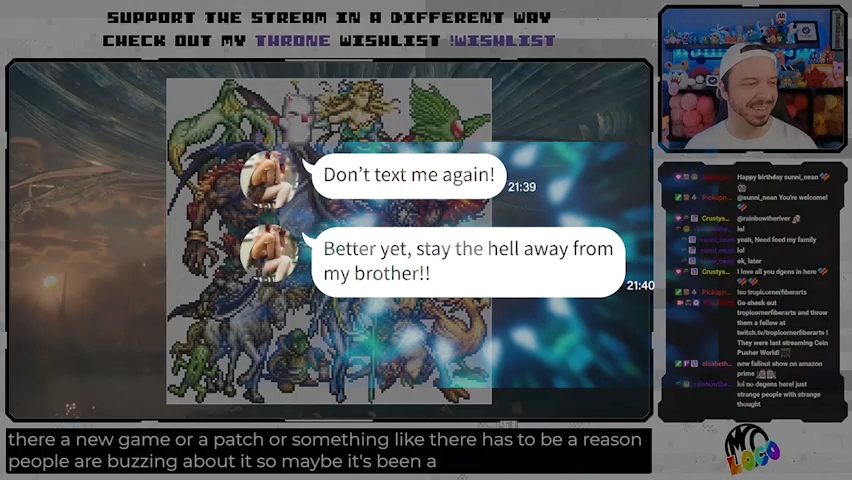 SUPPORT THE STREAM IN A DIFFERENT WAY
CHECK OUT MY THRONE WISHLIST !WISHLIST
Don't text me again!
21:39
Better yet, stay the hell away from
my brother!!
21:40
Happy birthday sunni_nean
@sunni_nean You're welcome!
Crustys...
@rainbowtheriver
lol
yeah, Need feed my family
lol
ok, later
Crustys...
I love all you dgens in here
!so tropicornerfiberarts
Go check out
tropicornerfiberarts and throw
them a follow at
twitch.tv/tropicornerfiberarts !
They were last streaming Coin
Pusher World!
new fallout show on amazon
prime
lol no degens here! just
strange people with strange
thought
there a new game or a patch or something like there has to be a reason
people are buzzing about it so maybe it's been a
LOCO